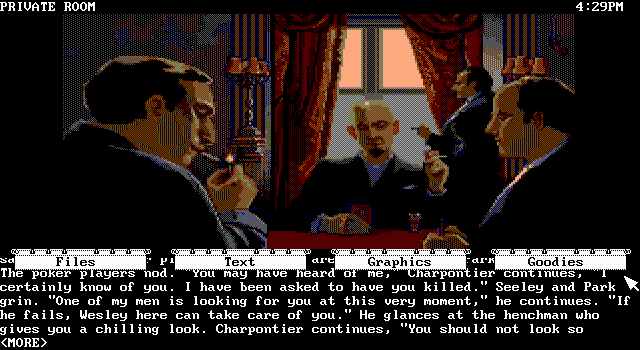 PRIVATE ROOM 4:29PM
Files Text Graphics Goodies
The poker players nod. "You may have heard of me," Charpontier continues, "I
certainly know of you. I have been asked to have you killed." Seeley and Park
grin. "One of my men is looking for you at this very moment," he continues. "If
he fails, Wesley here can take care of you." He glances at the henchman who
gives you a chilling look. Charpontier continues, "You should not look so
<MORE>